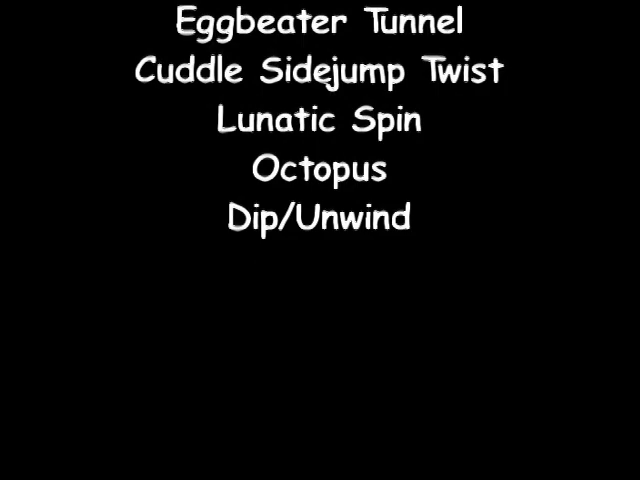 Eggbeater Tunnel
Cuddle Sidejump Twist
Lunatic Spin
Octopus
Dip/Unwind